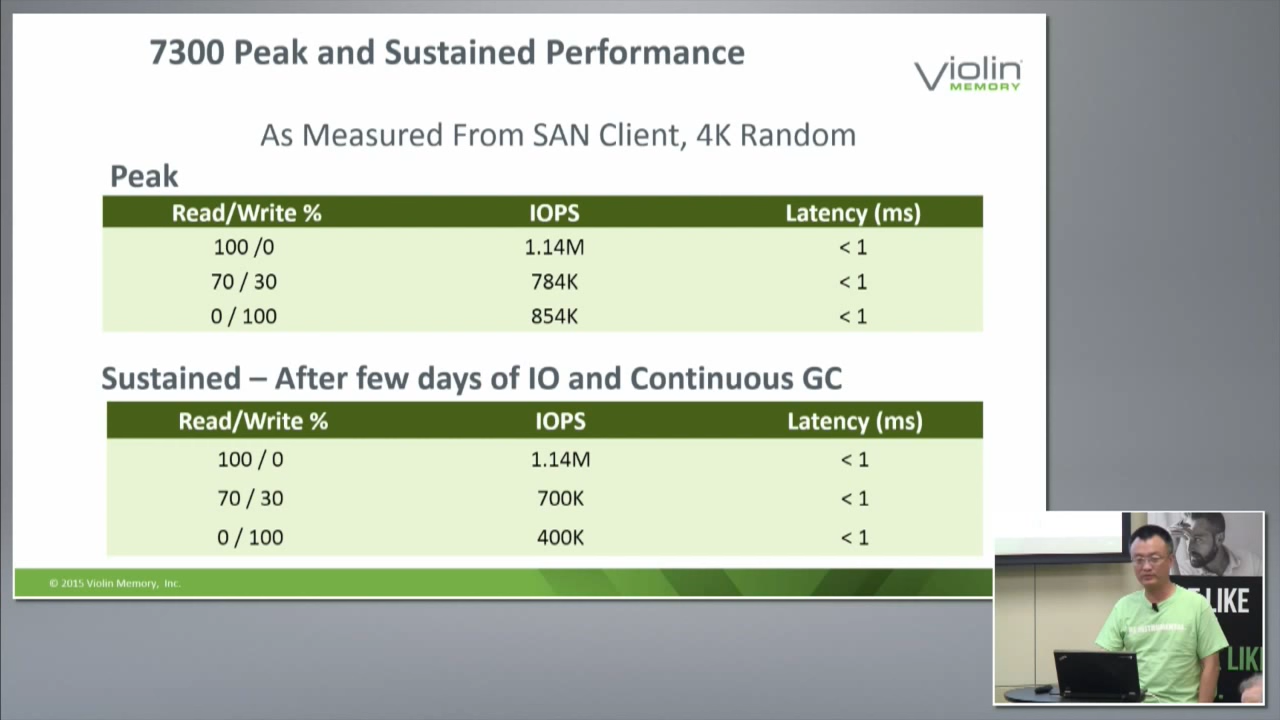 7300 Peak and Sustained Performance
Violin
MEMORY
As Measured From SAN Client, 4K Random
Peak
Read/Write % IOPS Latency (ms)
100 /0 1.14M < 1
70 / 30 784K < 1
0 / 100 854K < 1
Sustained – After few days of IO and Continuous GC
Read/Write % IOPS Latency (ms)
100 / 0 1.14M < 1
70 / 30 700K < 1
0 / 100 400K < 1
© 2015 Violin Memory, Inc.
LIKE
LIK